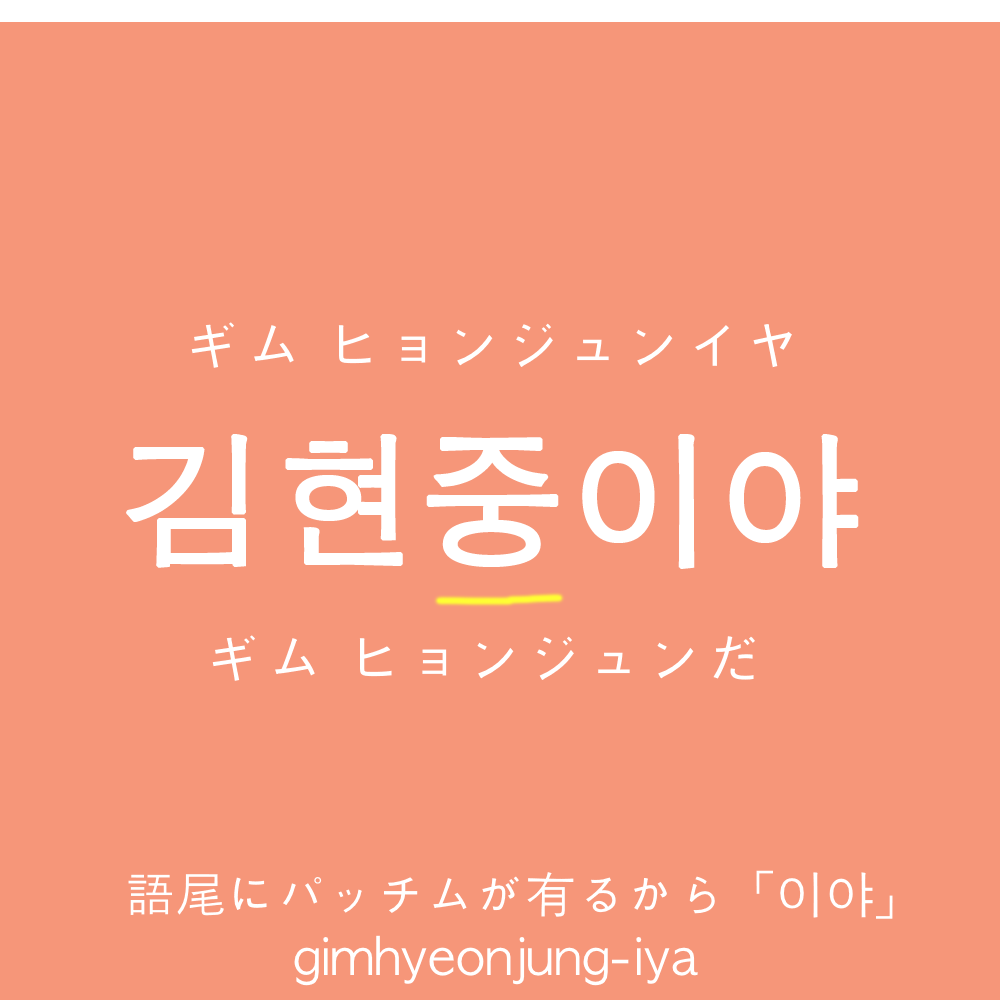 ギム ヒョンジュンイヤ
김현중이야
ギム ヒョンジュンだ
語尾にパッチムが有るから「이야」
gimhyeonjung-iya